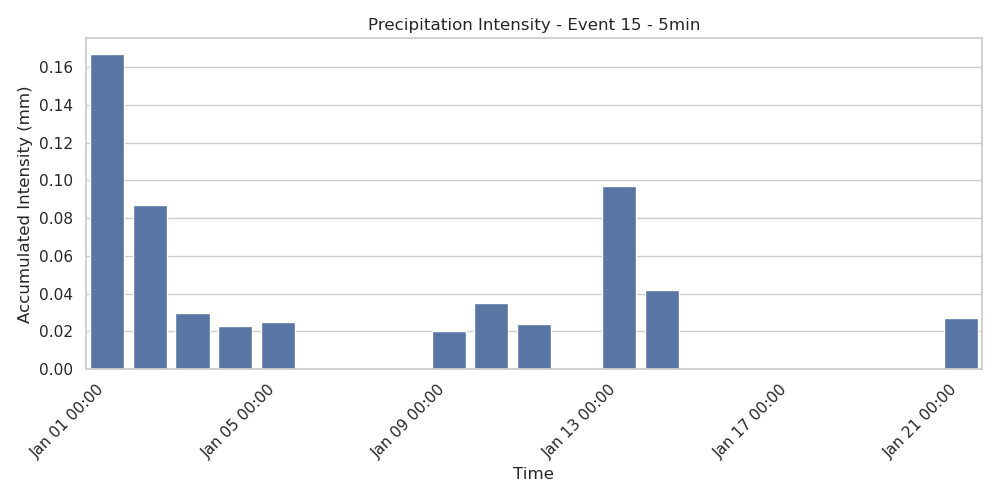 Precipitation Intensity - Event 15 - 5min
Accumulated Intensity (mm)
0.16
0.14
0.12
0.10
0.08
0.06
0.04
0.02
0.00
Jan 01 00:00
Jan 05 00:00
Jan 09 00:00
Jan 13 00:00
Jan 17 00:00
Jan 21 00:00
Time